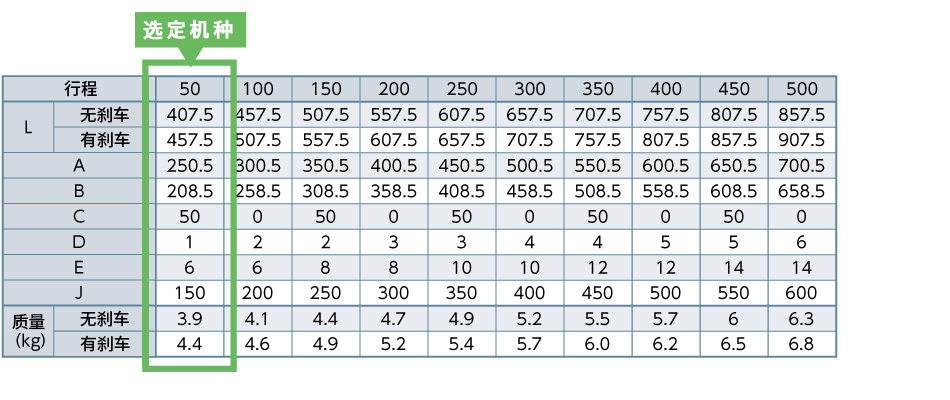 选定机种
行程 50 100 150 200 250 300 350 400 450 500
L 无刹车 407.5 457.5 507.5 557.5 607.5 657.5 707.5 757.5 807.5 857.5
有刹车 457.5 507.5 557.5 607.5 657.5 707.5 757.5 807.5 857.5 907.5
A 250.5 300.5 350.5 400.5 450.5 500.5 550.5 600.5 650.5 700.5
B 208.5 258.5 308.5 358.5 408.5 458.5 508.5 558.5 608.5 658.5
C 50 0 50 0 50 0 50 0 50 0
D 1 2 2 3 3 4 4 5 5 6
E 6 6 8 8 10 10 12 12 14 14
J 150 200 250 300 350 400 450 500 550 600
质量 无刹车 3.9 4.1 4.4 4.7 4.9 5.2 5.5 5.7 6 6.3
(kg) 有刹车 4.4 4.6 4.9 5.2 5.4 5.7 6.0 6.2 6.5 6.8